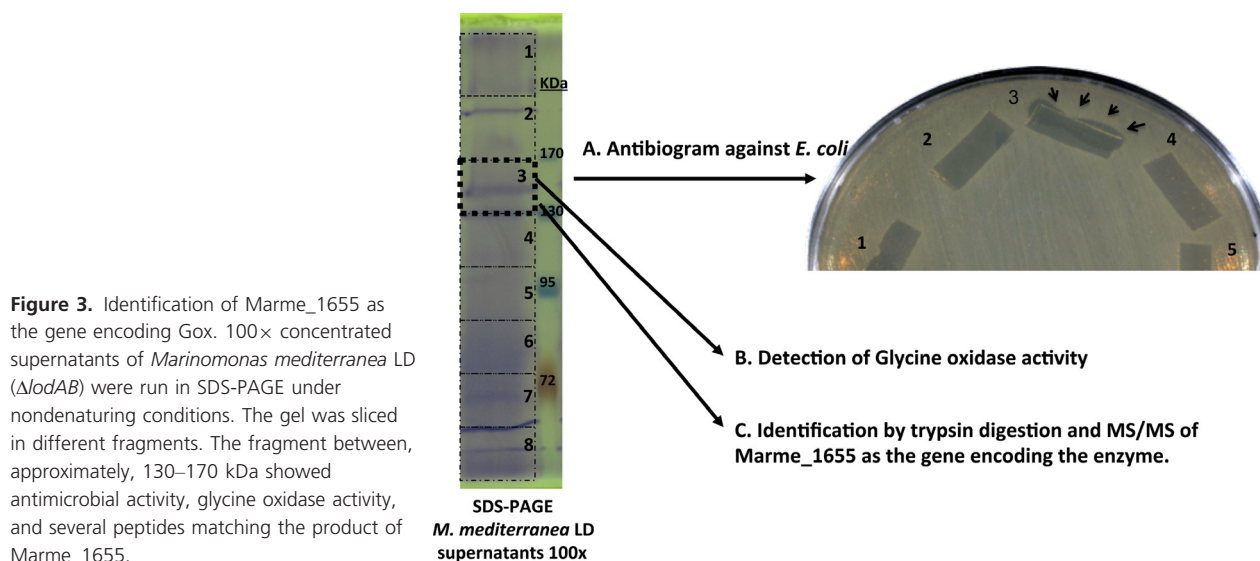 Figure 3. Identification of Marme_1655 as
the gene encoding Gox. 100× concentrated
supernatants of Marinomonas mediterranea LD
(ΔlodAB) were run in SDS-PAGE under
nondenaturing conditions. The gel was sliced
in different fragments. The fragment between,
approximately, 130–170 kDa showed
antimicrobial activity, glycine oxidase activity,
and several peptides matching the product of
Marme_1655.
1
KDa
2
170
3
130
4
95
5
6
72
7
8
SDS-PAGE
M. mediterranea LD
supernatants 100x
A. Antibiogram against E. coli
1
2
3
4
5
B. Detection of Glycine oxidase activity
C. Identification by trypsin digestion and MS/MS of
Marme_1655 as the gene encoding the enzyme.